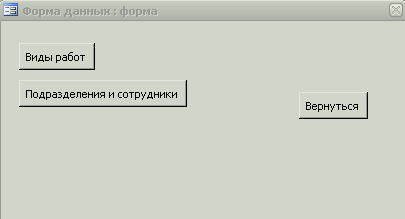 Форма данных : форма
Виды работ
Подразделения и сотрудники
Вернуться